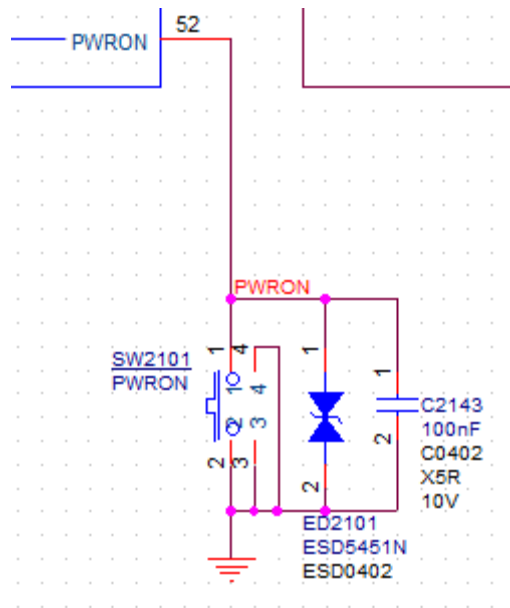 52
PWRON
PWRON
1
4
1
4
2
3
2
3
SW2101
PWRON
1
2
ED2101
ESD5451N
ESD0402
1
2
C2143
100nF
C0402
X5R
10V